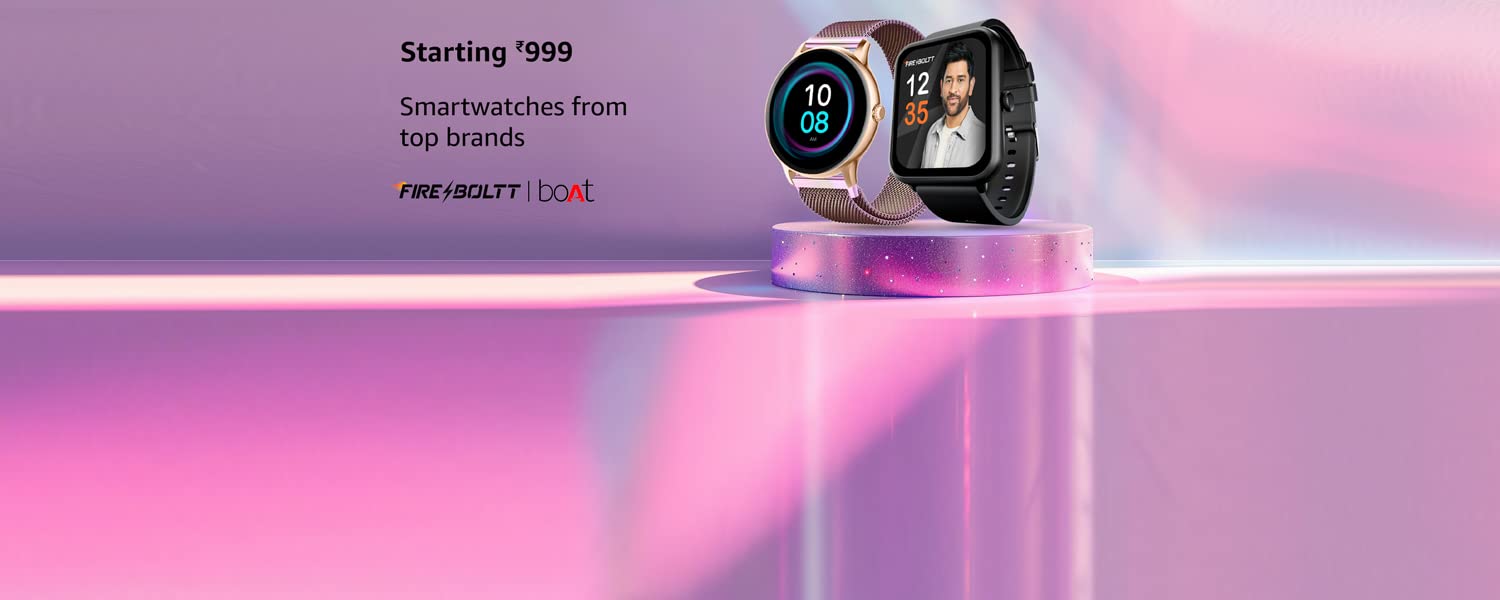 Starting ₹999
Smartwatches from
top brands
FIRE BOLTT | boAt
10
08
AM
FIRE BOLTT
12
35